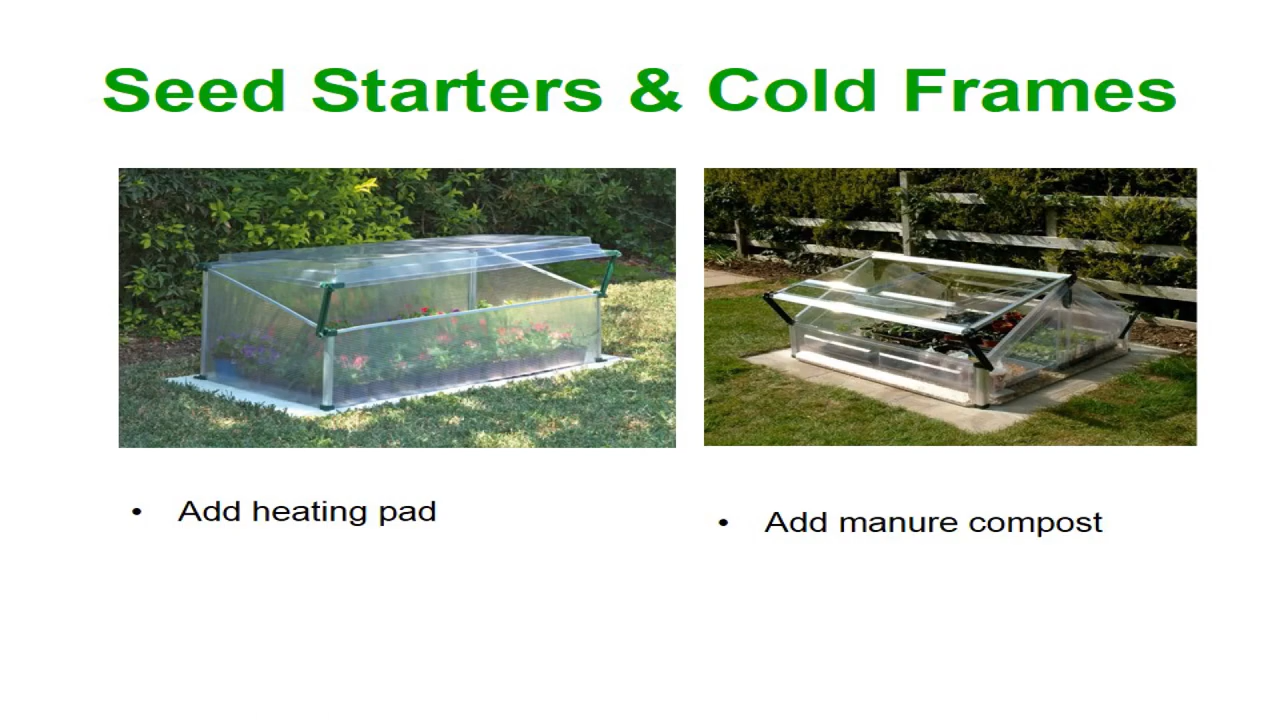 Seed Starters & Cold Frames
• Add heating pad
• Add manure compost